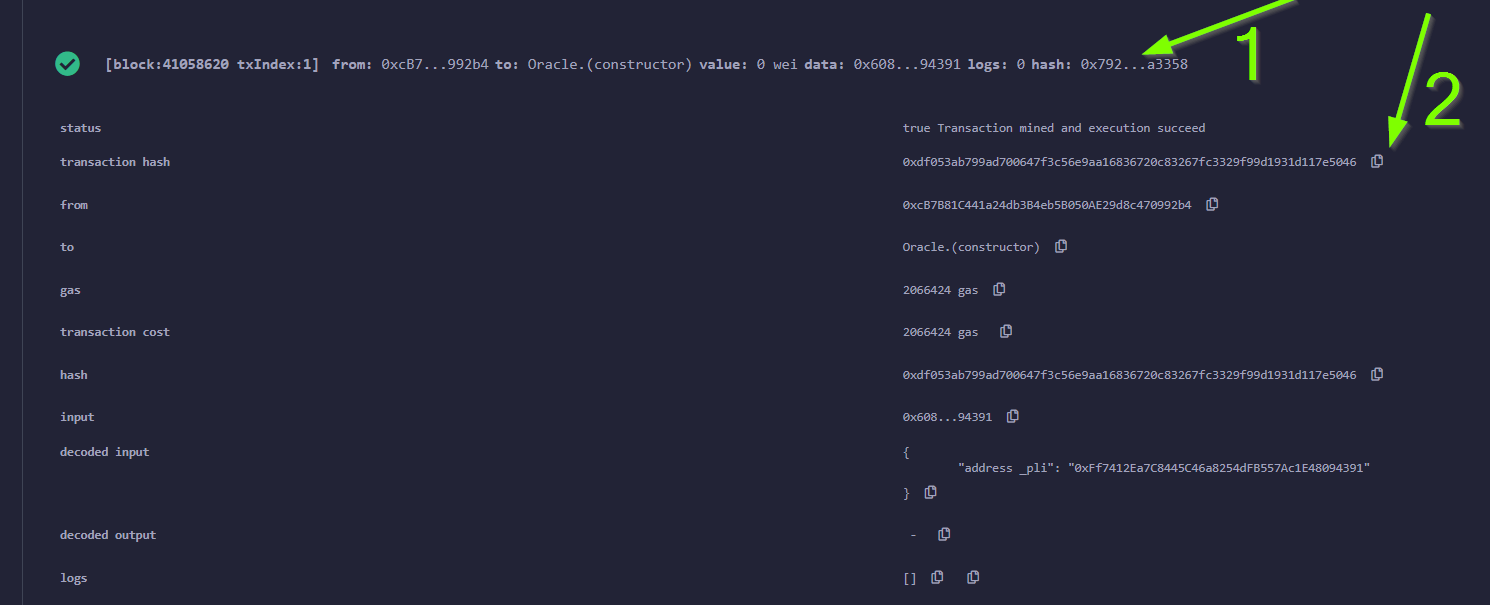 [block:41058620 txIndex:1] from: 0xcB7...992b4 to: Oracle.(constructor) value: 0 wei data: 0x608...94391 logs: 0 hash: 0x792...a3358
1
2
status true Transaction mined and execution succeed
transaction hash 0xdf053ab799ad700647f3c56e9aa16836720c83267fc3329f99d1931d117e5046
from 0xcB7B81C441a24db3B4eb5B050AE29d8c470992b4
to Oracle.(constructor)
gas 2066424 gas
transaction cost 2066424 gas
hash 0xdf053ab799ad700647f3c56e9aa16836720c83267fc3329f99d1931d117e5046
input 0x608...94391
decoded input {
"address _pli": "0xFf7412Ea7C8445C46a8254dFB557Ac1E48094391"
}
decoded output -
logs []